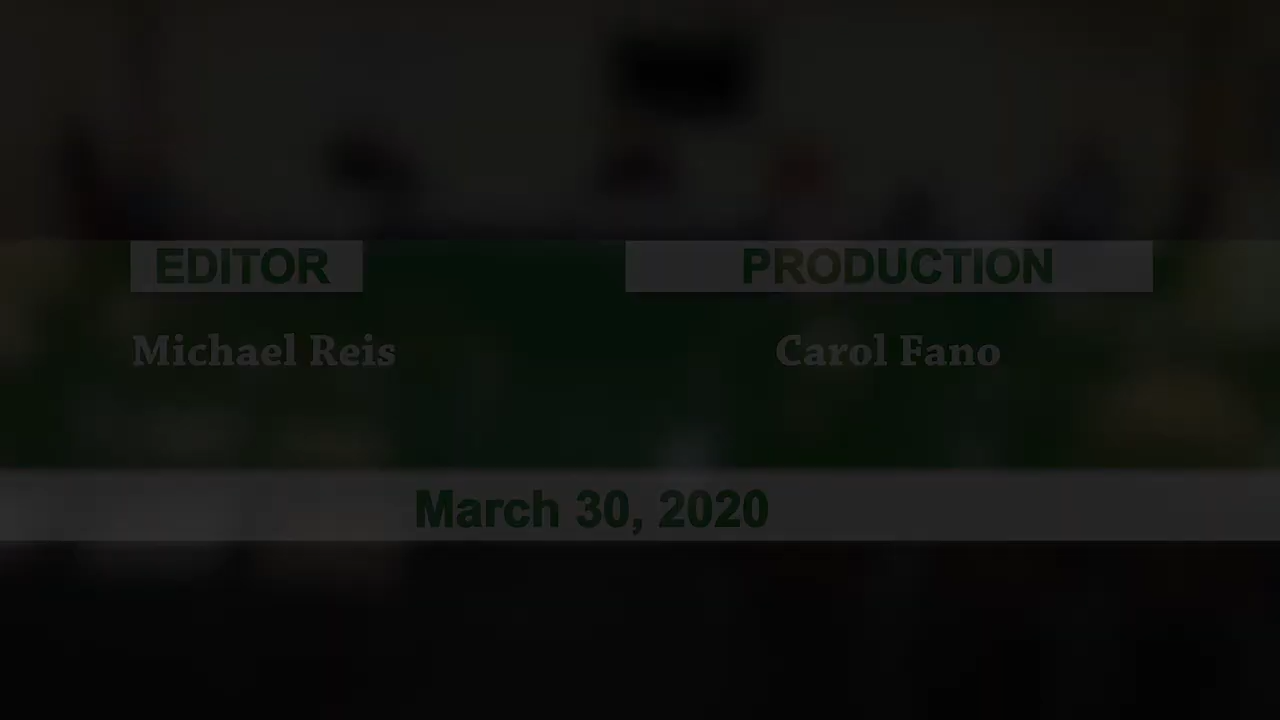 EDITOR
PRODUCTION
Michael Reis
Carol Fano
March 30, 2020